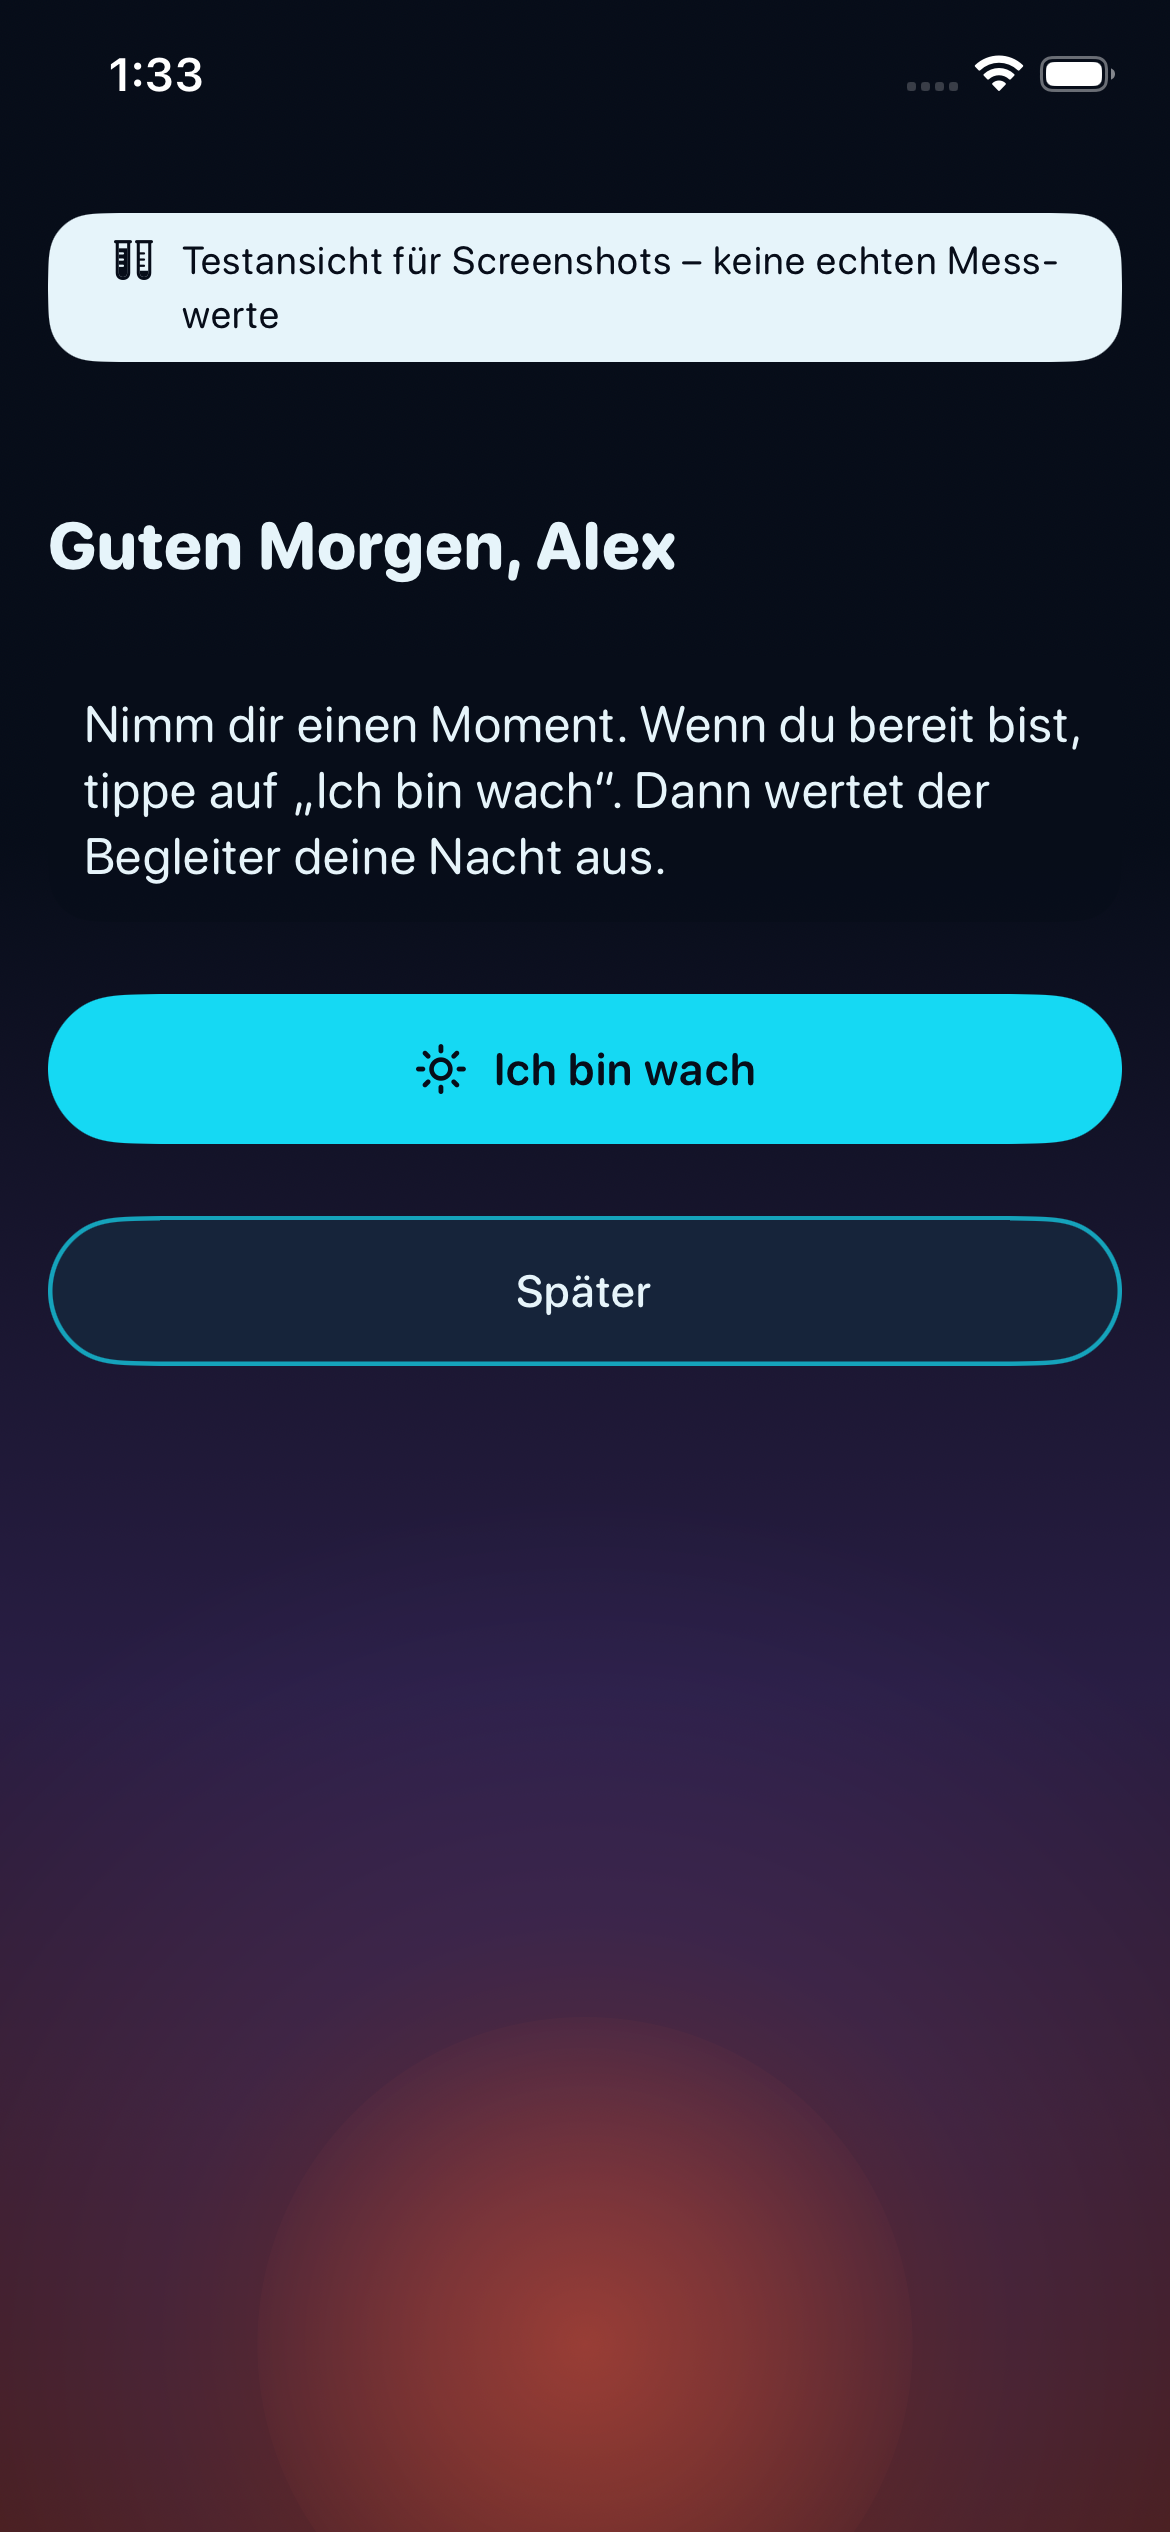 1:33
Testansicht für Screenshots – keine echten Mess-
werte
Guten Morgen, Alex
Nimm dir einen Moment. Wenn du bereit bist,
tippe auf „Ich bin wach“. Dann wertet der
Begleiter deine Nacht aus.
Ich bin wach
Später